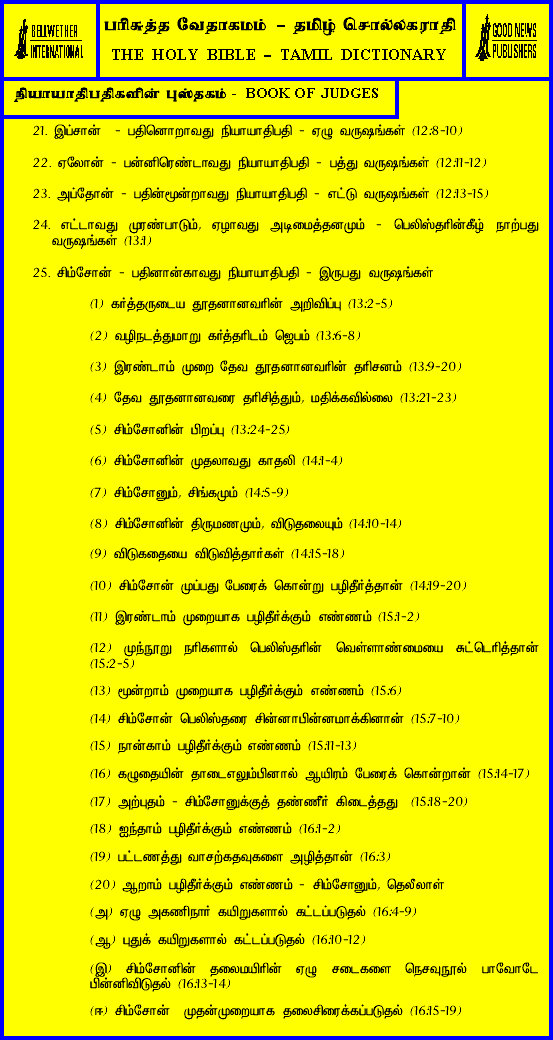 BELLWETHER
INTERNATIONAL
பரிசுத்த வேதாகமம் - தமிழ் சொல்லகராதி
THE HOLY BIBLE - TAMIL DICTIONARY
GOOD NEWS
PUBLISHERS
நியாயாதிபதிகளின் புஸ்தகம் - BOOK OF JUDGES
21. இப்சான் - பதினொறாவது நியாயாதிபதி - ஏழு வருஷங்கள் (12:8-10)
22. ஏலோன் - பன்னிரெண்டாவது நியாயாதிபதி - பத்து வருஷங்கள் (12:11-12)
23. அப்தோன் - பதின்மூன்றாவது நியாயாதிபதி - எட்டு வருஷங்கள் (12:13-15)
24. எட்டாவது முரண்பாடும், ஏழாவது அடிமைத்தனமும் - பெலிஸ்தரின்கீழ் நாற்பது
வருஷங்கள் (13:1)
25. சிம்சோன் - பதினான்காவது நியாயாதிபதி - இருபது வருஷங்கள்
(1) கர்த்தருடைய தூதனானவரின் அறிவிப்பு (13:2-5)
(2) வழிநடத்துமாறு கர்த்தரிடம் ஜெபம் (13:6-8)
(3) இரண்டாம் முறை தேவ தூதனானவரின் தரிசனம் (13:9-20)
(4) தேவ தூதனானவரை தரிசித்தும், மதிக்கவில்லை (13:21-23)
(5) சிம்சோனின் பிறப்பு (13:24-25)
(6) சிம்சோனின் முதலாவது காதலி (14:1-4)
(7) சிம்சோனும், சிங்கமும் (14:5-9)
(8) சிம்சோனின் திருமணமும், விடுதலையும் (14:10-14)
(9) விடுகதையை விடுவித்தார்கள் (14:15-18)
(10) சிம்சோன் முப்பது பேரைக் கொன்று பழிதீர்த்தான் (14:19-20)
(11) இரண்டாம் முறையாக பழிதீர்க்கும் எண்ணம் (15:1-2)
(12) முந்நூறு நரிகளால் பெலிஸ்தரின் வெள்ளாண்மையை சுட்டெரித்தான்
(15:2-5)
(13) மூன்றாம் முறையாக பழிதீர்க்கும் எண்ணம் (15:6)
(14) சிம்சோன் பெலிஸ்தரை சின்னாபின்னமாக்கினான் (15:7-10)
(15) நான்காம் பழிதீர்க்கும் எண்ணம் (15:11-13)
(16) கழுதையின் தாடைஎலும்பினால் ஆயிரம் பேரைக் கொன்றான் (15:14-17)
(17) அற்புதம் - சிம்சோனுக்குத் தண்ணீர் கிடைத்தது (15:18-20)
(18) ஐந்தாம் பழிதீர்க்கும் எண்ணம் (16:1-2)
(19) பட்டணத்து வாசற்கதவுகளை அழித்தான் (16:3)
(20) ஆறாம் பழிதீர்க்கும் எண்ணம் - சிம்சோனும், தெலீலாள்
(அ) ஏழு அகணிநார் கயிறுகளால் கட்டப்படுதல் (16:4-9)
(ஆ) புதுக் கயிறுகளால் கட்டப்படுதல் (16:10-12)
(இ) சிம்சோனின் தலைமயிரின் ஏழு சடைகளை நெசவுநூல் பாவோடே
பின்னிவிடுதல் (16:13-14)
(ஈ) சிம்சோன் முதன்முறையாக தலைசிரைக்கப்படுதல் (16:15-19)